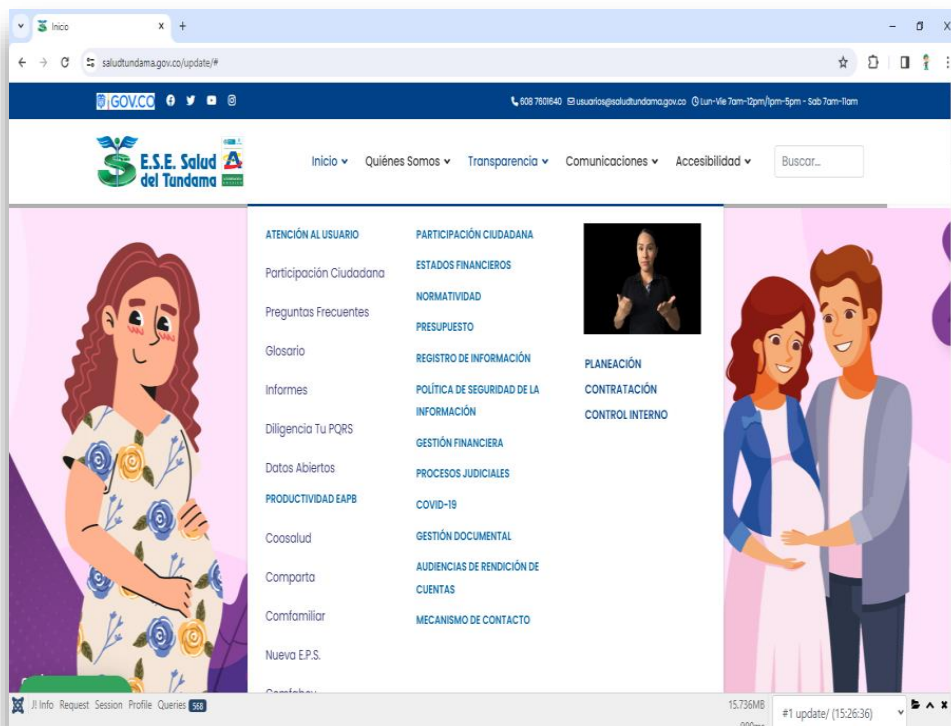 Inicio
saludtundama.gov.co/update/#
GOV.CO
608 7601640 usuarios@saludtundama.gov.co Lun-Vie 7am-12pm/1pm-5pm - Sab 7am-11am
E.S.E. Salud
del Tundama
Inicio Quiénes Somos Transparencia Comunicaciones Accesibilidad Buscar...
ATENCIÓN AL USUARIO
Participación Ciudadana
Preguntas Frecuentes
Glosario
Informes
Diligencia Tu PQRS
Datos Abiertos
PRODUCTIVIDAD EAPB
Coosalud
Comparta
Comfamiliar
Nueva E.P.S.
PARTICIPACIÓN CIUDADANA
ESTADOS FINANCIEROS
NORMATIVIDAD
PRESUPUESTO
REGISTRO DE INFORMACIÓN
POLÍTICA DE SEGURIDAD DE LA
INFORMACIÓN
GESTIÓN FINANCIERA
PROCESOS JUDICIALES
COVID-19
GESTIÓN DOCUMENTAL
AUDIENCIAS DE RENDICIÓN DE
CUENTAS
MECANISMO DE CONTACTO
PLANEACIÓN
CONTRATACIÓN
CONTROL INTERNO
J! Info Request Session Profile Queries 568
15.736MB
#1 update/ (15:26:36)